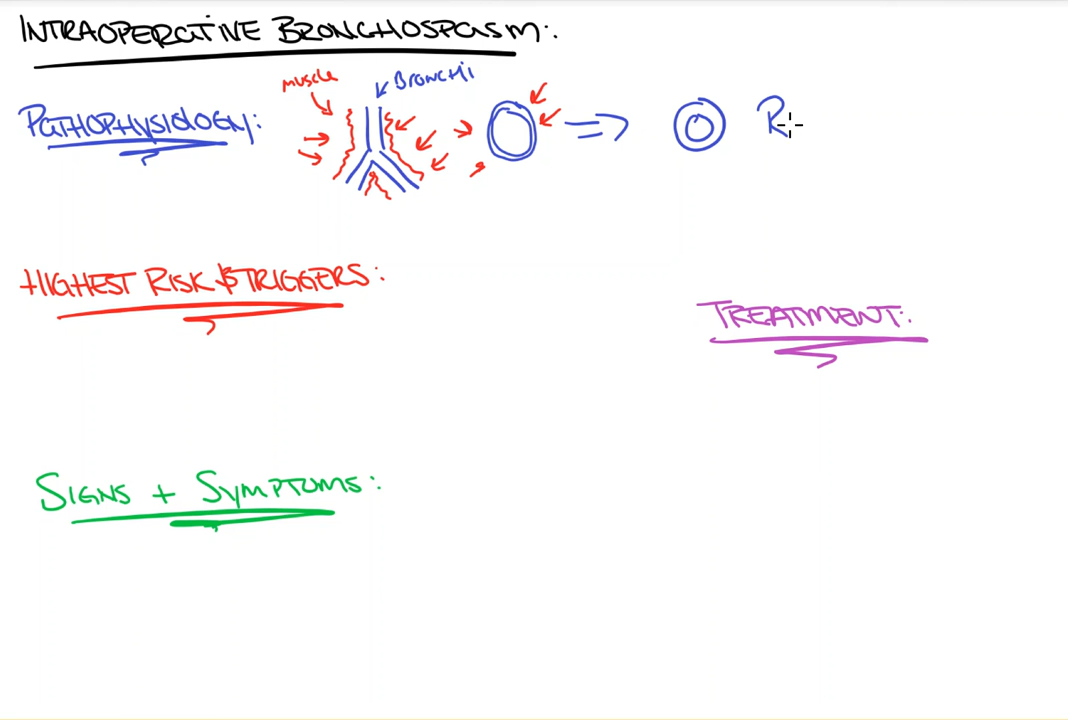 INTRAOPERATIVE BRONCHOSPASM:
muscle
BRONCHI
PATHOPHYSIOLOGY:
R
HIGHEST RISK & TRIGGERS:
TREATMENT:
SIGNS + SYMPTOMS: